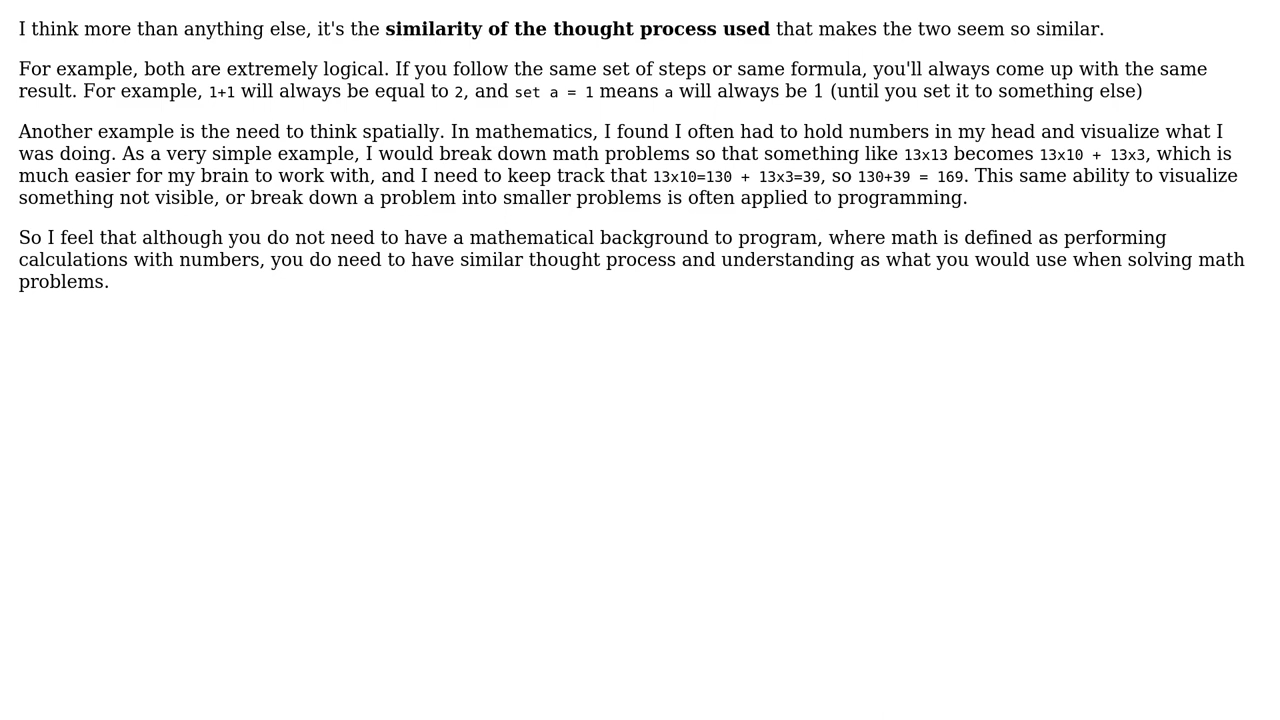 I think more than anything else, it's the similarity of the thought process used that makes the two seem so similar.
For example, both are extremely logical. If you follow the same set of steps or same formula, you'll always come up with the same
result. For example, 1+1 will always be equal to 2, and set a = 1 means a will always be 1 (until you set it to something else)
Another example is the need to think spatially. In mathematics, I found I often had to hold numbers in my head and visualize what I
was doing. As a very simple example, I would break down math problems so that something like 13x13 becomes 13x10 + 13x3, which is
much easier for my brain to work with, and I need to keep track that 13x10=130 + 13x3=39, so 130+39 = 169. This same ability to visualize
something not visible, or break down a problem into smaller problems is often applied to programming.
So I feel that although you do not need to have a mathematical background to program, where math is defined as performing
calculations with numbers, you do need to have similar thought process and understanding as what you would use when solving math
problems.